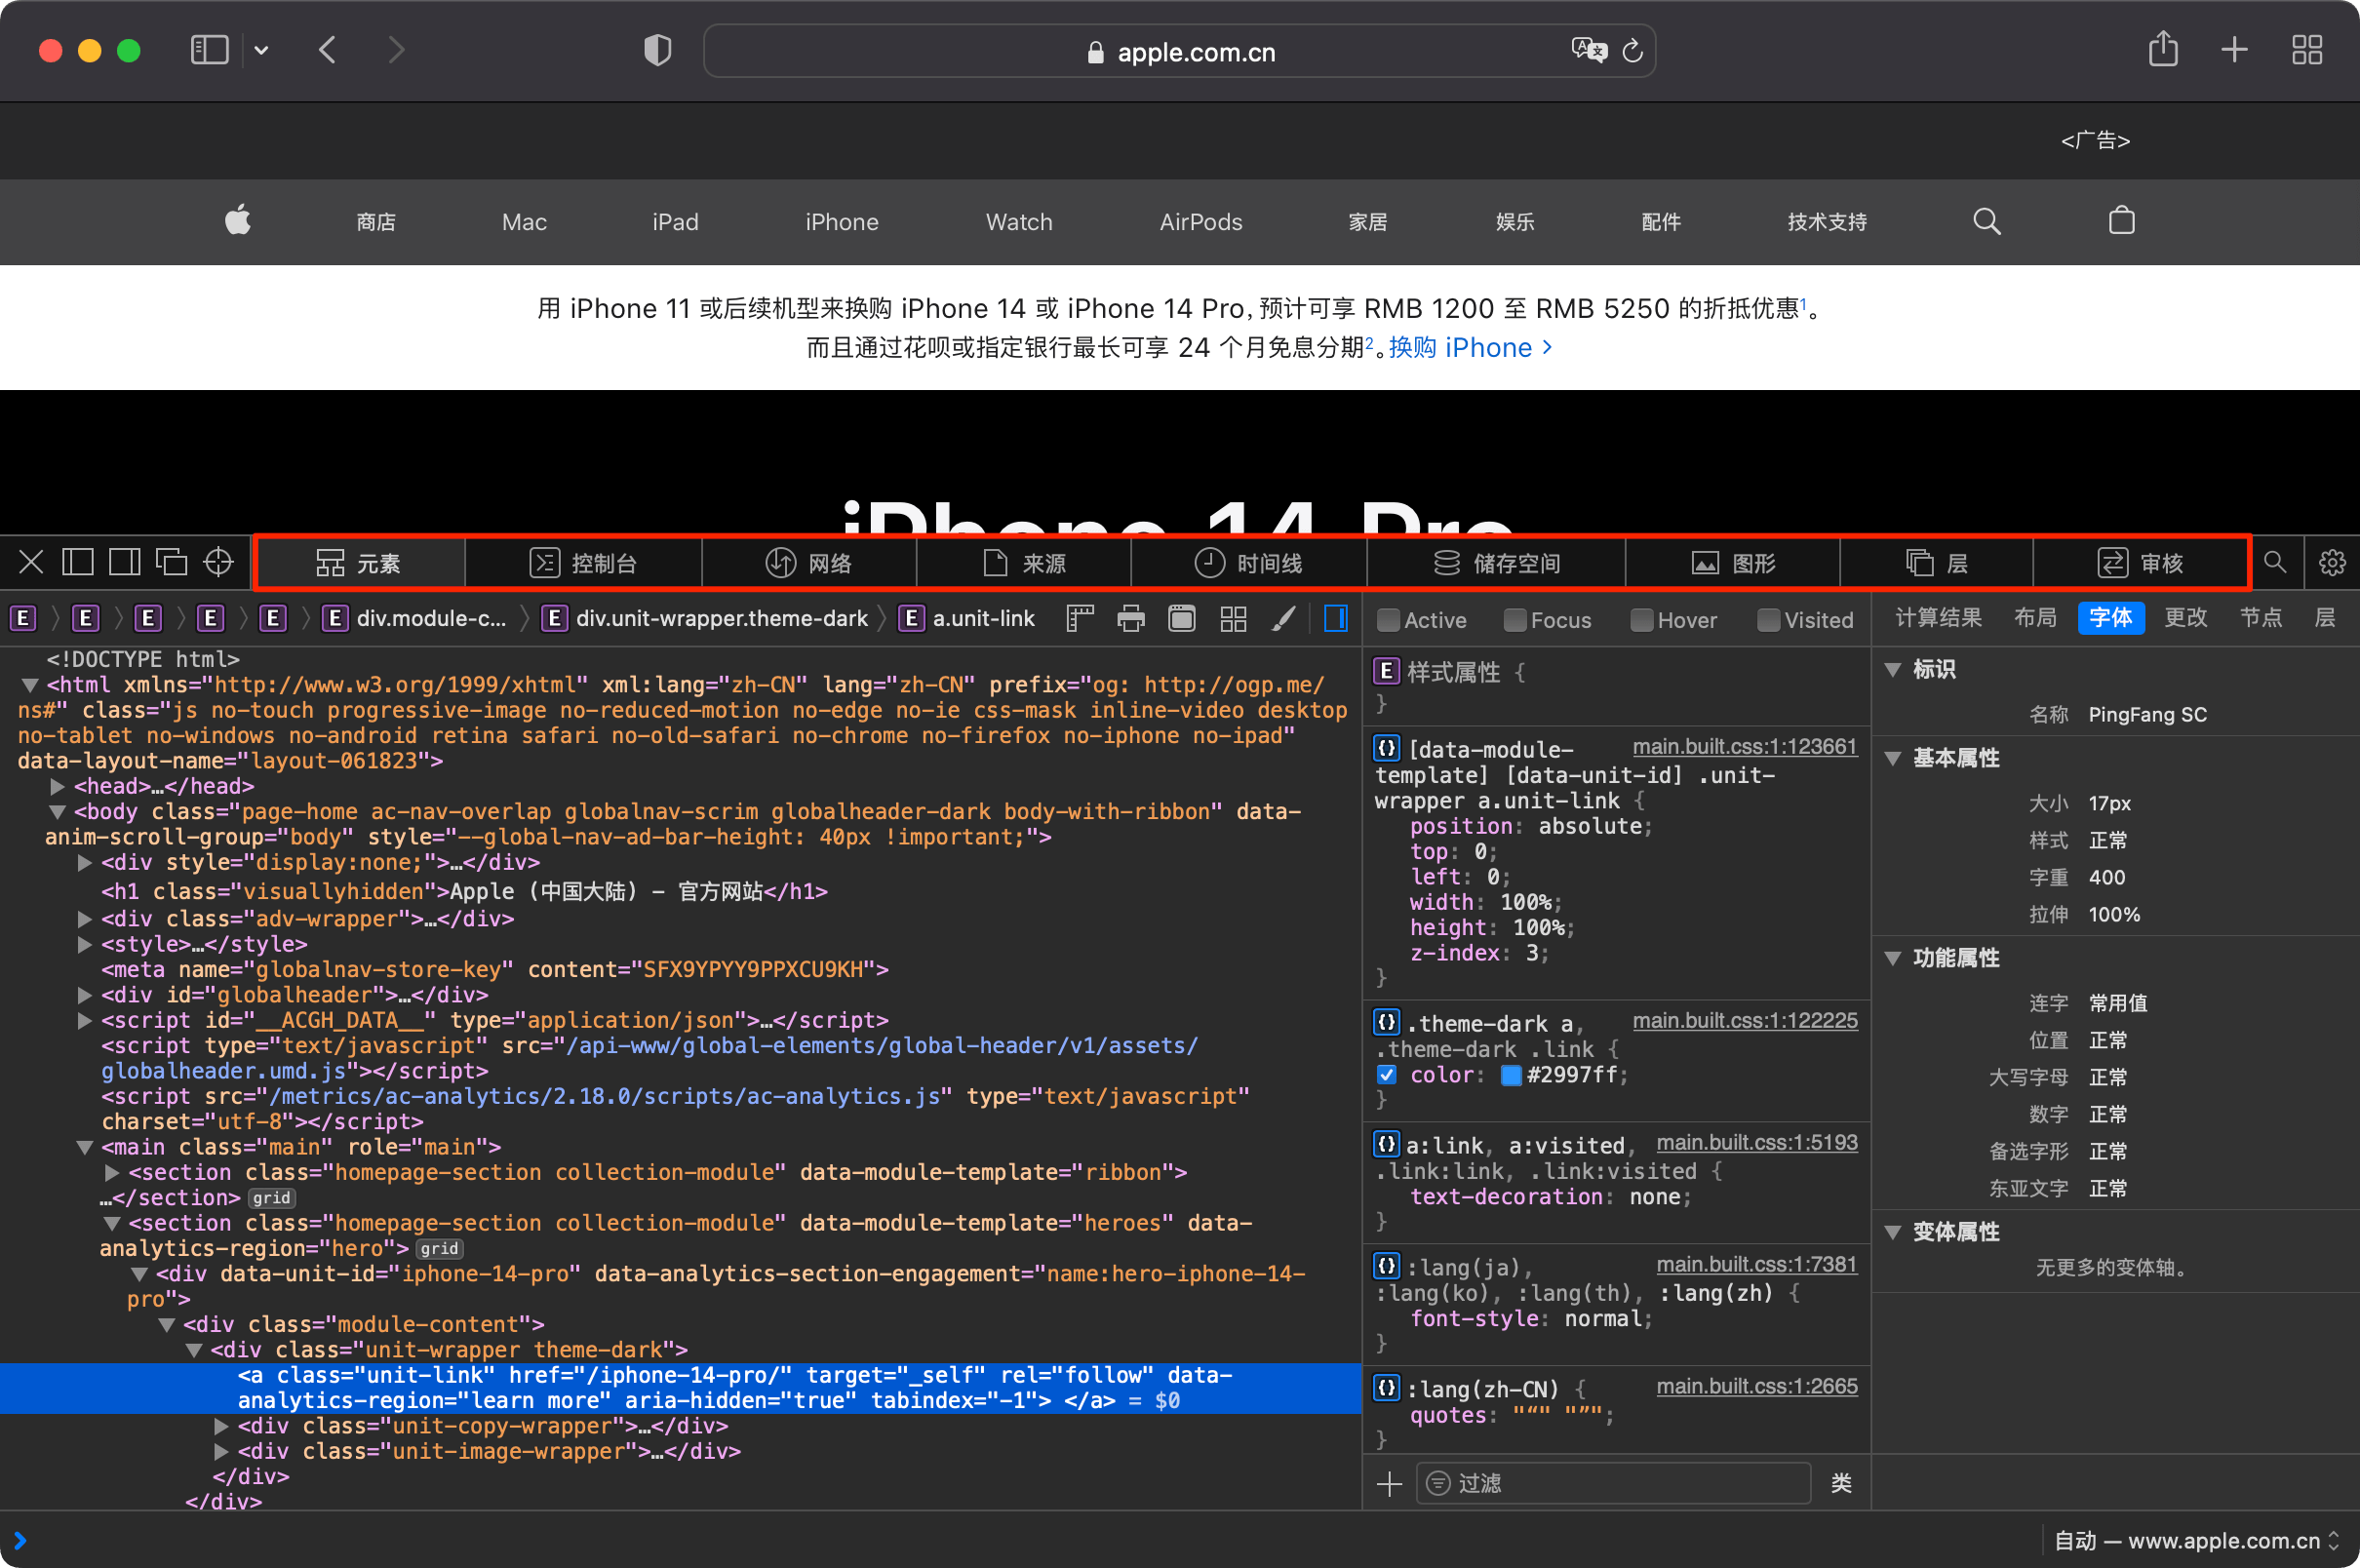 apple.com.cn
<广告>
商店 Mac iPad iPhone Watch AirPods 家居 娱乐 配件 技术支持
用 iPhone 11 或后续机型来换购 iPhone 14 或 iPhone 14 Pro，预计可享 RMB 1200 至 RMB 5250 的折抵优惠1。
而且通过花呗或指定银行最长可享 24 个月免息分期2。换购 iPhone >
iPhone 14 Pro
元素 控制台 网络 来源 时间线 储存空间 图形 层 审核
E E E E E E div.module-c... E div.unit-wrapper.theme-dark E a.unit-link
<!DOCTYPE html>
<html xmlns="http://www.w3.org/1999/xhtml" xml:lang="zh-CN" lang="zh-CN" prefix="og: http://ogp.me/
ns#" class="js no-touch progressive-image no-reduced-motion no-edge no-ie css-mask inline-video desktop
no-tablet no-windows no-android retina safari no-old-safari no-chrome no-firefox no-iphone no-ipad"
data-layout-name="layout-061823">
<head>…</head>
<body class="page-home ac-nav-overlap globalnav-scrim globalheader-dark body-with-ribbon" data-
anim-scroll-group="body" style="--global-nav-ad-bar-height: 40px !important;">
<div style="display:none;">…</div>
<h1 class="visuallyhidden">Apple (中国大陆) - 官方网站</h1>
<div class="adv-wrapper">…</div>
<style>…</style>
<meta name="globalnav-store-key" content="SFX9YPYY9PPXCU9KH">
<div id="globalheader">…</div>
<script id="__ACGH_DATA__" type="application/json">…</script>
<script type="text/javascript" src="/api-www/global-elements/global-header/v1/assets/
globalheader.umd.js"></script>
<script src="/metrics/ac-analytics/2.18.0/scripts/ac-analytics.js" type="text/javascript"
charset="utf-8"></script>
<main class="main" role="main">
<section class="homepage-section collection-module" data-module-template="ribbon">
…</section> grid
<section class="homepage-section collection-module" data-module-template="heroes" data-
analytics-region="hero"> grid
<div data-unit-id="iphone-14-pro" data-analytics-section-engagement="name:hero-iphone-14-
pro">
<div class="module-content">
<div class="unit-wrapper theme-dark">
<a class="unit-link" href="/iphone-14-pro/" target="_self" rel="follow" data-
analytics-region="learn more" aria-hidden="true" tabindex="-1"> </a> = $0
<div class="unit-copy-wrapper">…</div>
<div class="unit-image-wrapper">…</div>
</div>
</div>
Active Focus Hover Visited
E 样式属性 {
}
{} [data-module- main.built.css:1:123661
template] [data-unit-id] .unit-
wrapper a.unit-link {
position: absolute;
top: 0;
left: 0;
width: 100%;
height: 100%;
z-index: 3;
}
{} .theme-dark a, main.built.css:1:122225
.theme-dark .link {
color: #2997ff;
}
{} a:link, a:visited, main.built.css:1:5193
.link:link, .link:visited {
text-decoration: none;
}
{} :lang(ja), main.built.css:1:7381
:lang(ko), :lang(th), :lang(zh) {
font-style: normal;
}
{} :lang(zh-CN) { main.built.css:1:2665
quotes: "“" "”";
}
过滤 类
计算结果 布局 字体 更改 节点 层
标识
名称 PingFang SC
基本属性
大小 17px
样式 正常
字重 400
拉伸 100%
功能属性
连字 常用值
位置 正常
大写字母 正常
数字 正常
备选字形 正常
东亚文字 正常
变体属性
无更多的变体轴。
自动 — www.apple.com.cn